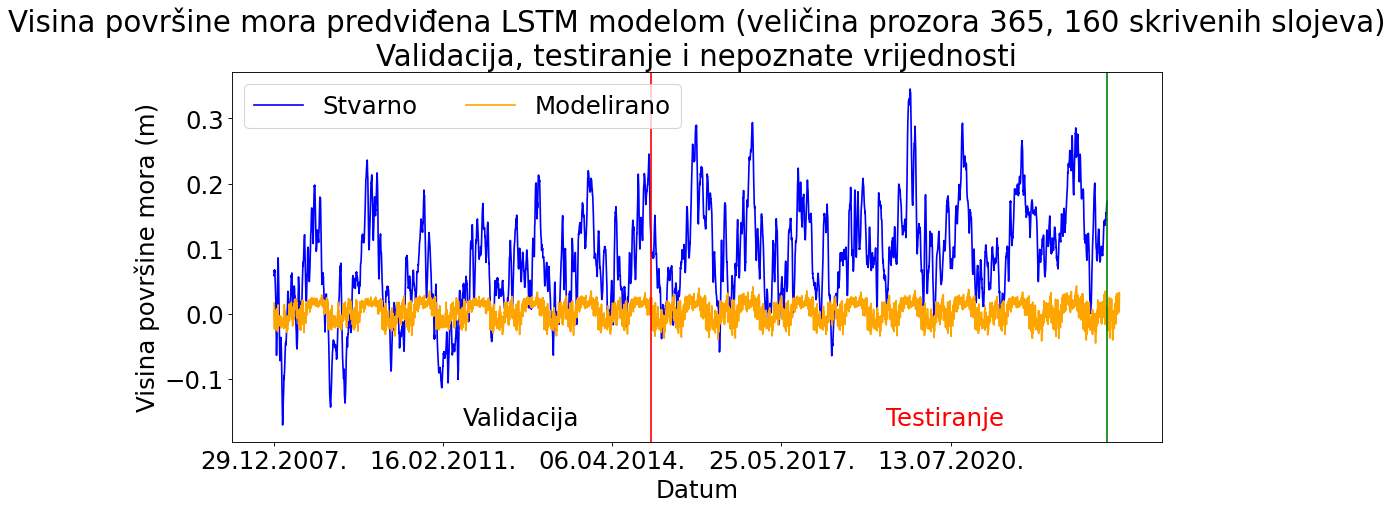 Visina površine mora predviđena LSTM modelom (veličina prozora 365, 160 skrivenih slojeva)
Validacija, testiranje i nepoznate vrijednosti
Stvarno
Modelirano
Visina površine mora (m)
0.3
0.2
0.1
0.0
−0.1
Validacija
Testiranje
29.12.2007.
16.02.2011.
06.04.2014.
25.05.2017.
13.07.2020.
Datum